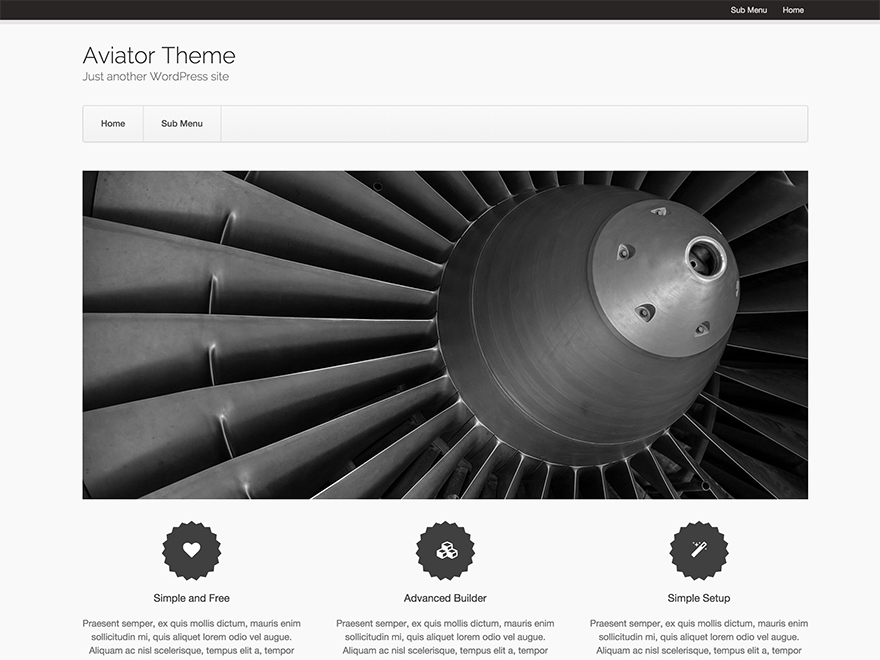 Sub Menu Home
Aviator Theme
Just another WordPress site
Home Sub Menu
Simple and Free
Praesent semper, ex quis mollis dictum, mauris enim
sollicitudin mi, quis aliquet lorem odio vel augue.
Aliquam ac nisl scelerisque, tempus elit a, tempor
Advanced Builder
Praesent semper, ex quis mollis dictum, mauris enim
sollicitudin mi, quis aliquet lorem odio vel augue.
Aliquam ac nisl scelerisque, tempus elit a, tempor
Simple Setup
Praesent semper, ex quis mollis dictum, mauris enim
sollicitudin mi, quis aliquet lorem odio vel augue.
Aliquam ac nisl scelerisque, tempus elit a, tempor